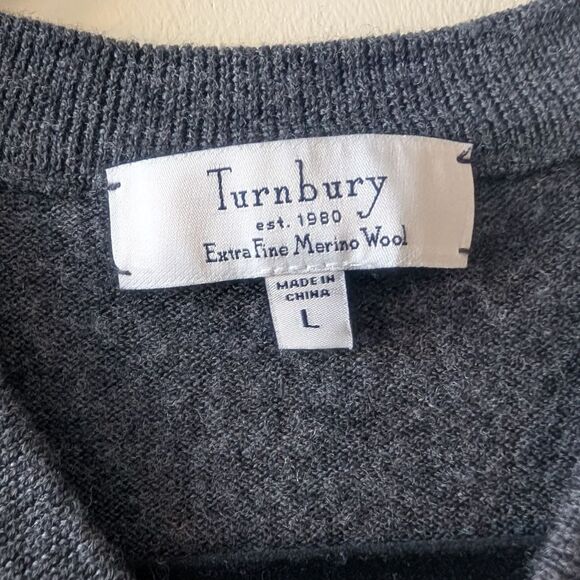 Turnbury
est. 1980
Extra Fine Merino Wool
MADE IN
CHINA
L